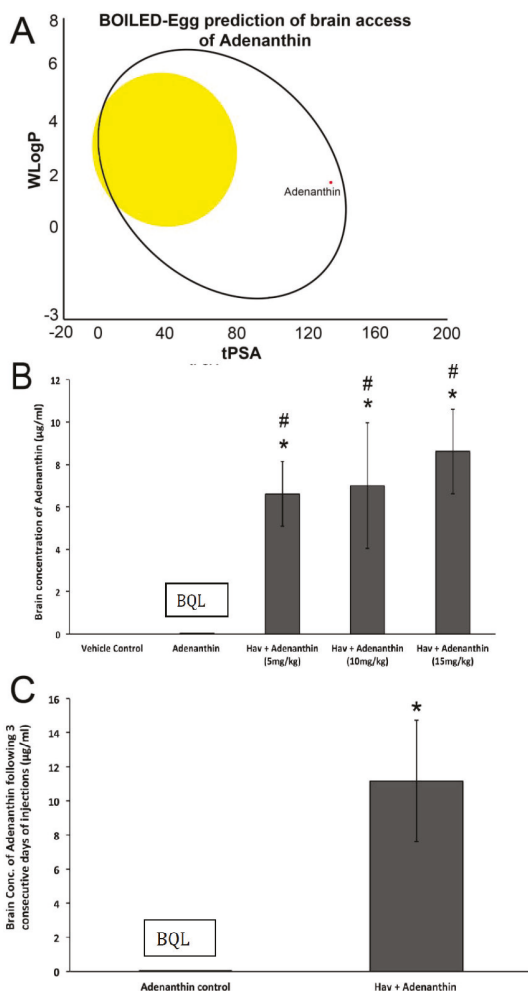 A
BOILED-Egg prediction of brain access
of Adenanthin
WLogP
8
6
4
2
0
-3
Adenanthin
-20 0 40 80 120 160 200
tPSA
B
Brain concentration of Adenanthin (µg/ml)
12
10
8
6
4
2
0
BQL
#
*
#
*
#
*
Vehicle Control
Adenanthin
Hav + Adenanthin
(5mg/kg)
Hav + Adenanthin
(10mg/kg)
Hav + Adenanthin
(15mg/kg)
C
Brain Conc. of Adenanthin following 3
consecutive days of injections (µg/ml)
16
14
12
10
8
6
4
2
0
BQL
*
Adenanthin control
Hav + Adenanthin